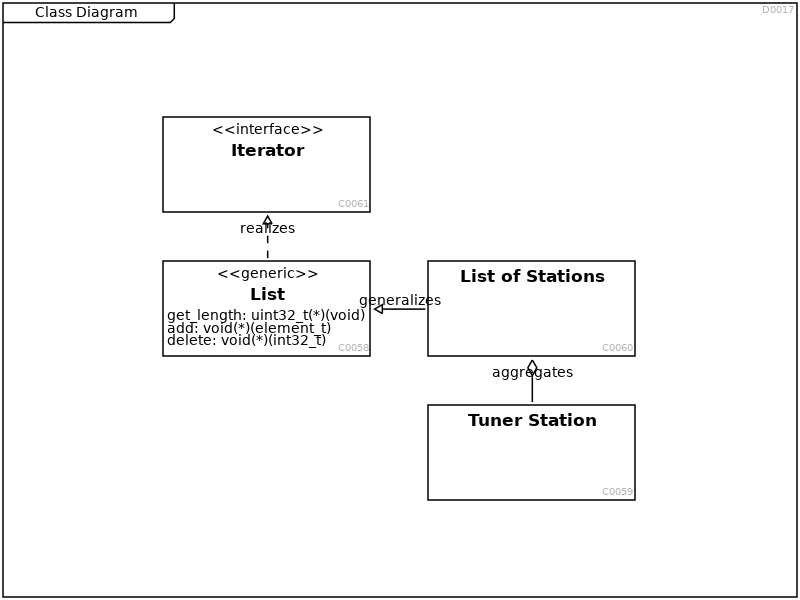 Class Diagram
D0017
<<interface>>
Iterator
C0061
realizes
<<generic>>
List
get_length: uint32_t(*)(void)
add: void(*)(element_t)
delete: void(*)(int32_t)
C0058
generalizes
List of Stations
C0060
aggregates
Tuner Station
C0059